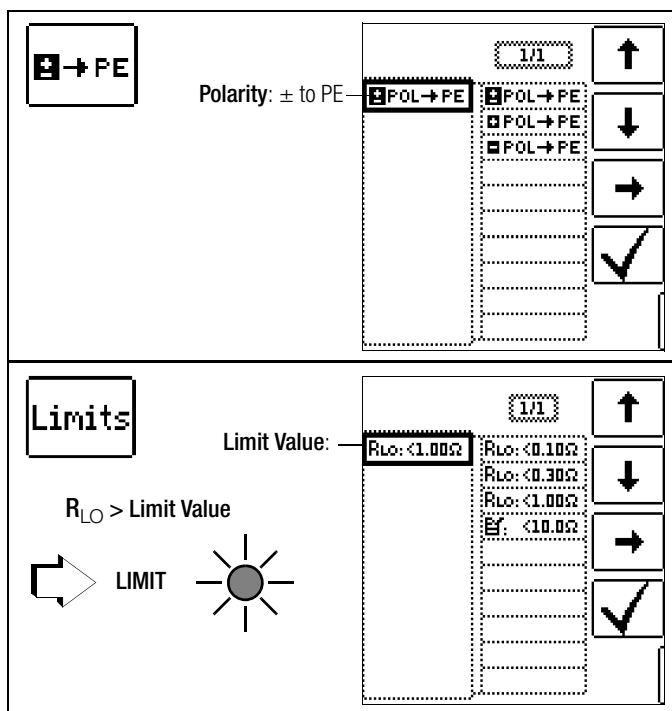 ±→PE
1/1
Polarity: ± to PE
±POL→PE
±POL→PE
+POL→PE
-POL→PE
Limits
1/1
Limit Value:
RLO:<1.00Ω
RLO:<0.10Ω
RLO:<0.30Ω
RLO:<1.00Ω
: <10.0Ω
RLO > Limit Value
LIMIT